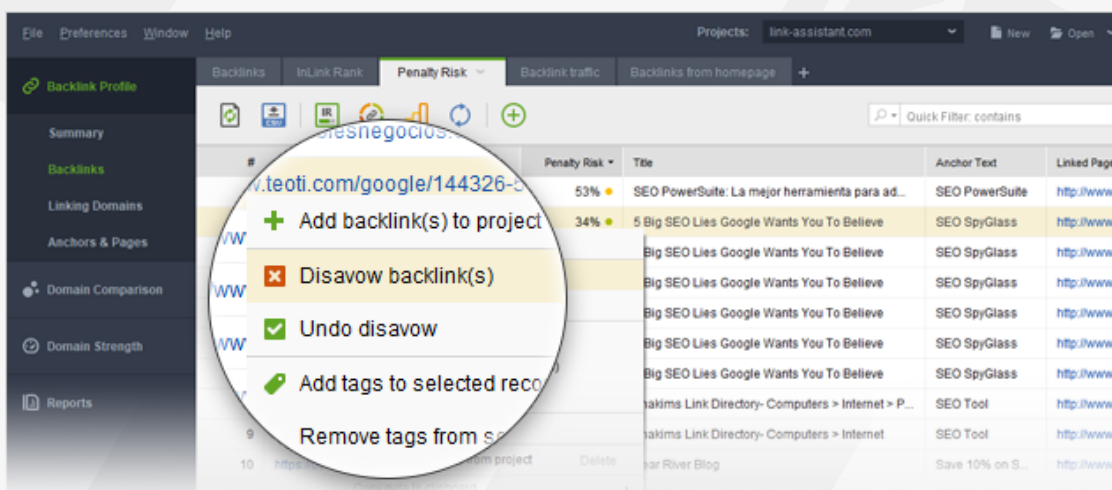 File Preferences Window Help Projects: link-assistant.com New Open
Backlink Profile
Summary
Backlinks
Linking Domains
Anchors & Pages
Domain Comparison
Domain Strength
Reports
Backlinks InLink Rank Penalty Risk Backlink traffic Backlinks from homepage +
CSV IR Quick Filter: contains
# Penalty Risk Title Anchor Text Linked Page
53% SEO PowerSuite: La mejor herramienta para ad... SEO PowerSuite http://www
34% 5 Big SEO Lies Google Wants You To Believe SEO SpyGlass http://www
Big SEO Lies Google Wants You To Believe SEO SpyGlass http://www
Big SEO Lies Google Wants You To Believe SEO SpyGlass http://www
Big SEO Lies Google Wants You To Believe SEO SpyGlass http://www
Big SEO Lies Google Wants You To Believe SEO SpyGlass http://www
Big SEO Lies Google Wants You To Believe SEO SpyGlass http://www
hakims Link Directory- Computers > Internet > P... SEO Tool http://www
9 hakims Link Directory- Computers > Internet SEO Tool http://www
10 from project Delete ear River Blog Save 10% on S... http://www
.teoti.com/google/144326-5
Add backlink(s) to project
Disavow backlink(s)
Undo disavow
Add tags to selected reco
Remove tags from